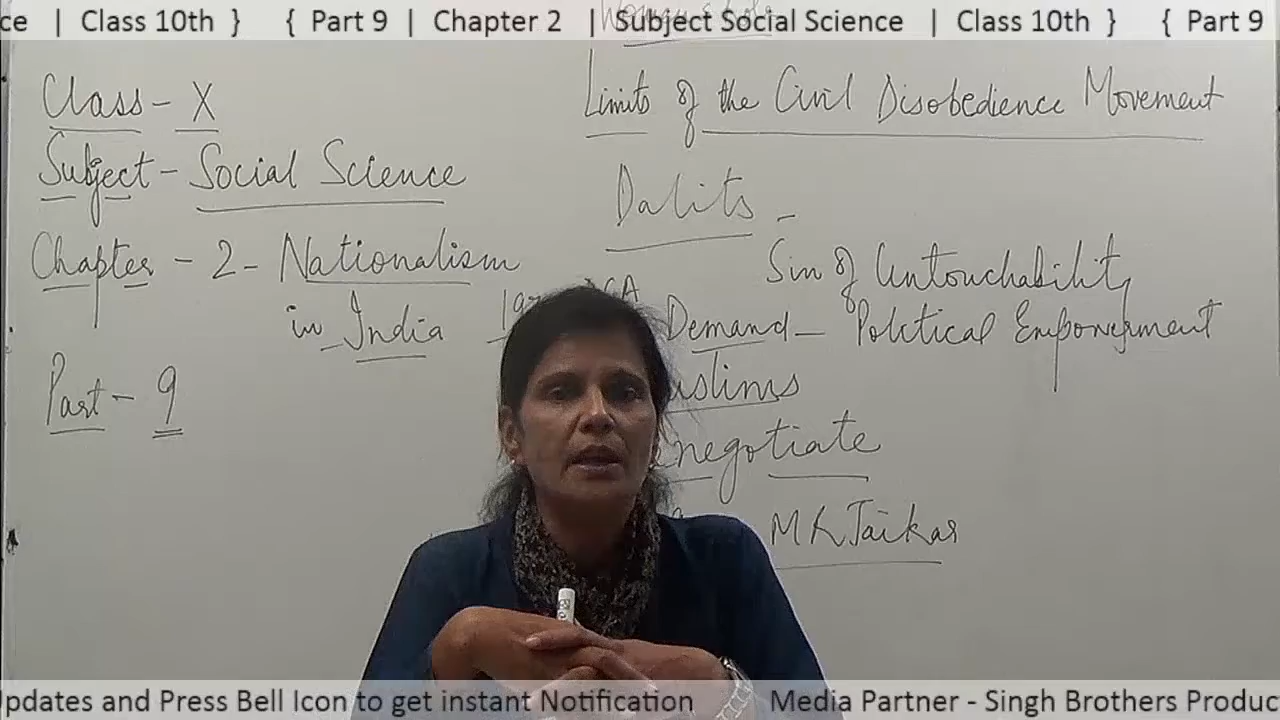 ce | Class 10th } { Part 9 | Chapter 2 | Subject Social Science | Class 10th } { Part 9
Class - X
Subject - Social Science
Chapter - 2 - Nationalism
in India
Part - 9
Limits of the Civil Disobedience Movement
Dalits -
Sin of Untouchability
Demand - Political Empowerment
uslims
negotiate
M K Jaikar
Updates and Press Bell Icon to get instant Notification Media Partner - Singh Brothers Produc